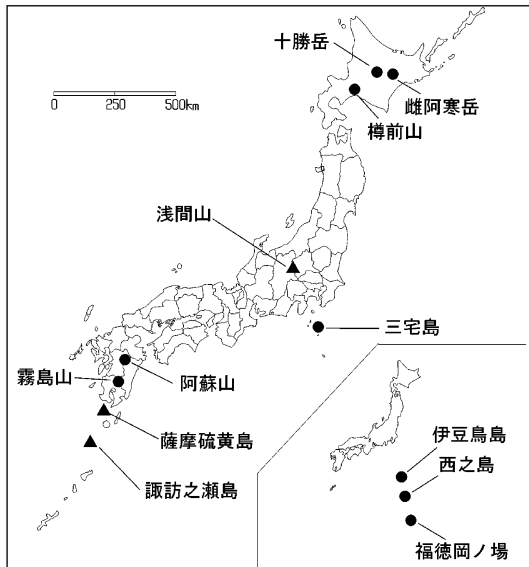 十勝岳
雌阿寒岳
樽前山
0 250 500km
浅間山
三宅島
霧島山
阿蘇山
薩摩硫黄島
諏訪之瀬島
伊豆鳥島
西之島
福徳岡ノ場